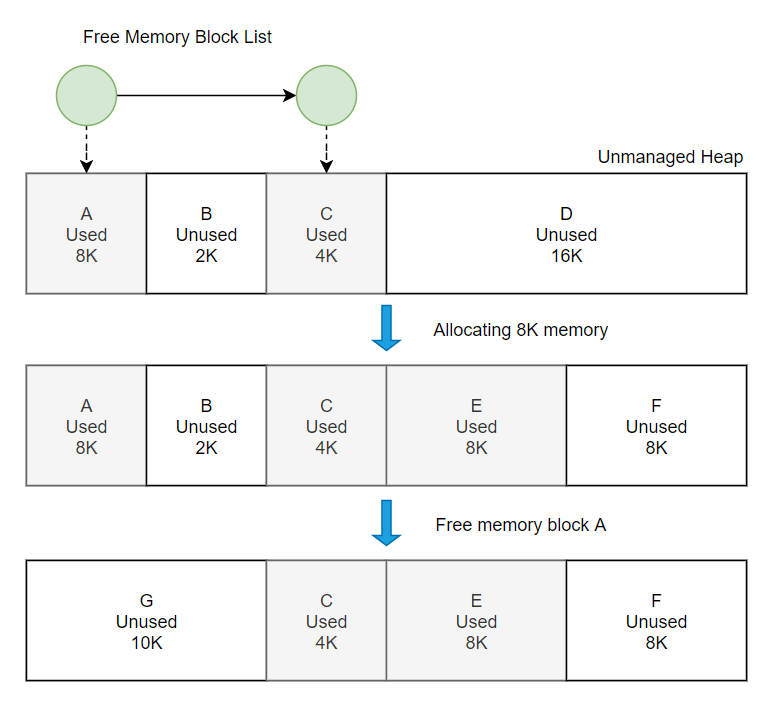 Free Memory Block List
Unmanaged Heap
A
Used
8K
B
Unused
2K
C
Used
4K
D
Unused
16K
Allocating 8K memory
A
Used
8K
B
Unused
2K
C
Used
4K
E
Used
8K
F
Unused
8K
Free memory block A
G
Unused
10K
C
Used
4K
E
Used
8K
F
Unused
8K